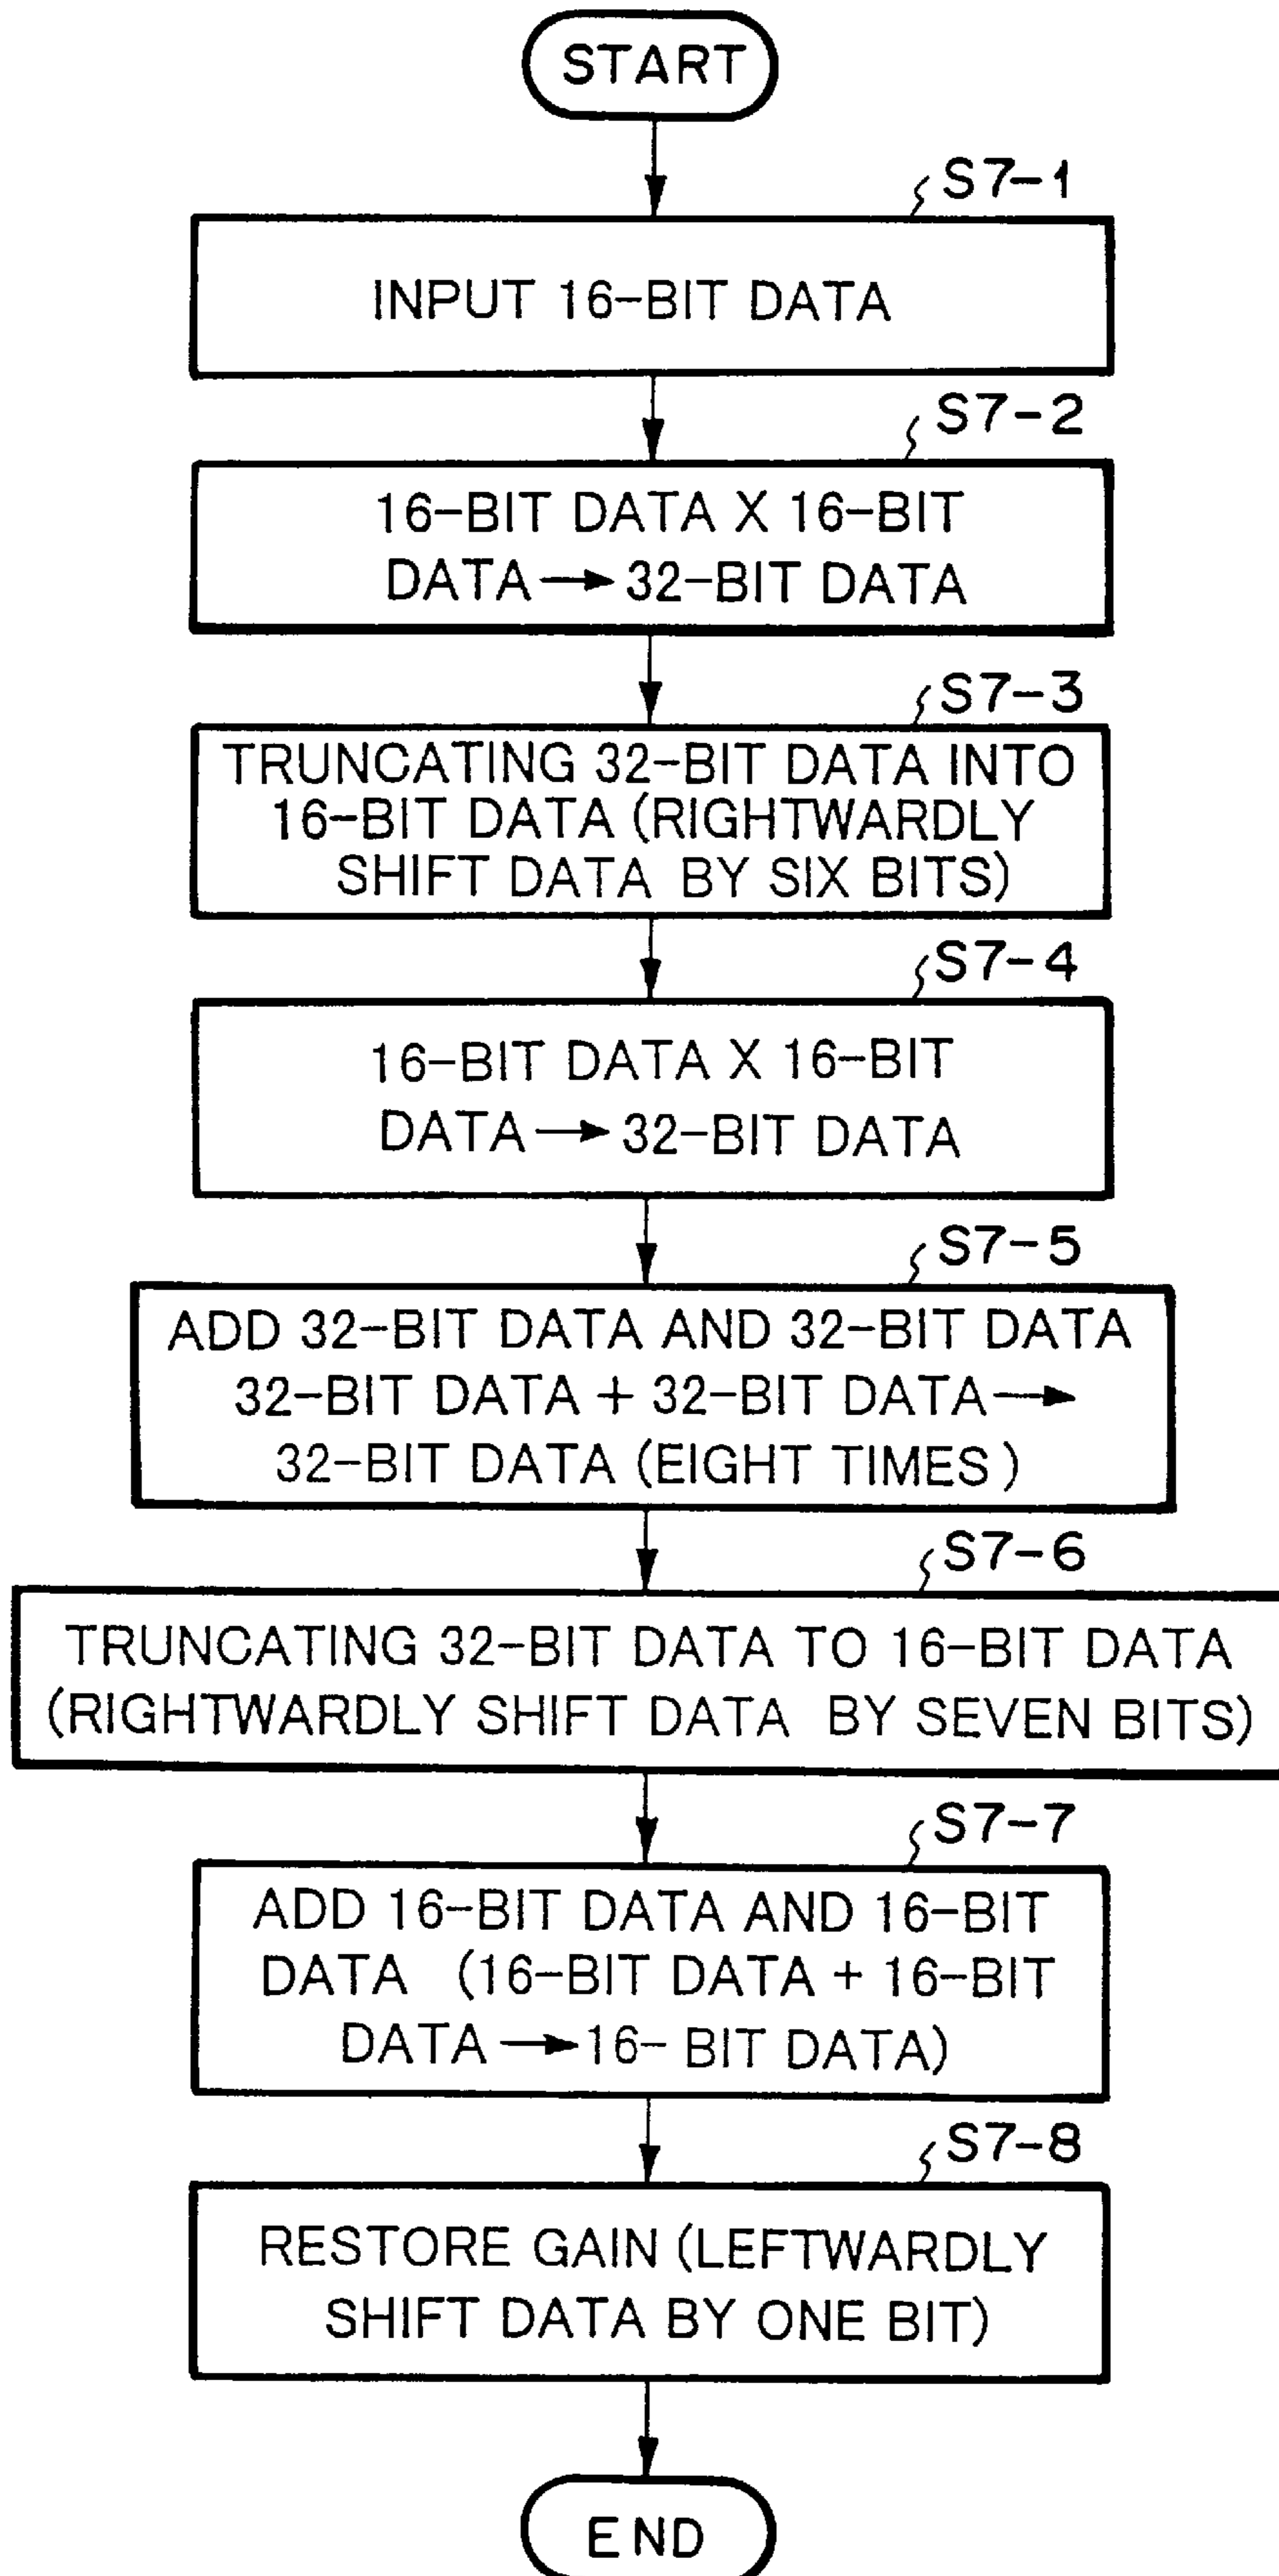 START
S7-1
INPUT 16-BIT DATA
S7-2
16-BIT DATA X 16-BIT
DATA → 32-BIT DATA
S7-3
TRUNCATING 32-BIT DATA INTO
16-BIT DATA (RIGHTWARDLY
SHIFT DATA BY SIX BITS)
S7-4
16-BIT DATA X 16-BIT
DATA → 32-BIT DATA
S7-5
ADD 32-BIT DATA AND 32-BIT DATA
32-BIT DATA + 32-BIT DATA →
32-BIT DATA (EIGHT TIMES)
S7-6
TRUNCATING 32-BIT DATA TO 16-BIT DATA
(RIGHTWARDLY SHIFT DATA BY SEVEN BITS)
S7-7
ADD 16-BIT DATA AND 16-BIT
DATA (16-BIT DATA + 16-BIT
DATA → 16- BIT DATA)
S7-8
RESTORE GAIN (LEFTWARDLY
SHIFT DATA BY ONE BIT)
END